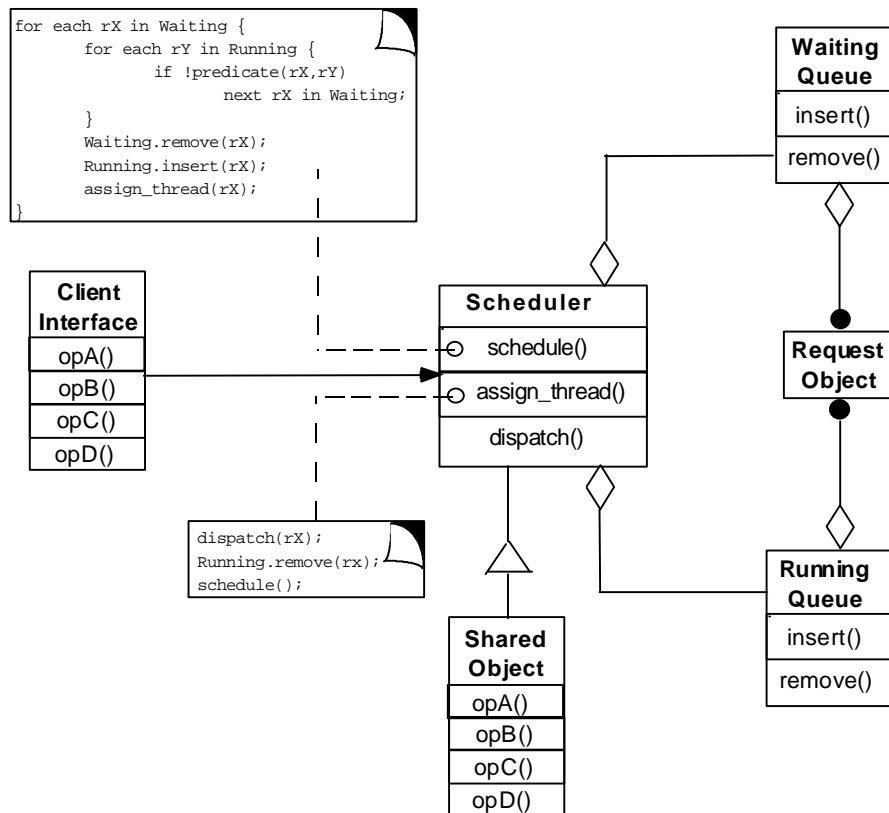 for each rX in Waiting {
for each rY in Running {
if !predicate(rX,rY)
next rX in Waiting;
}
Waiting.remove(rX);
Running.insert(rX);
assign_thread(rX);
}
Waiting
Queue
insert()
remove()
Client
Interface
opA()
opB()
opC()
opD()
Scheduler
schedule()
assign_thread()
dispatch()
Request
Object
dispatch(rX);
Running.remove(rx);
schedule();
Running
Queue
insert()
remove()
Shared
Object
opA()
opB()
opC()
opD()